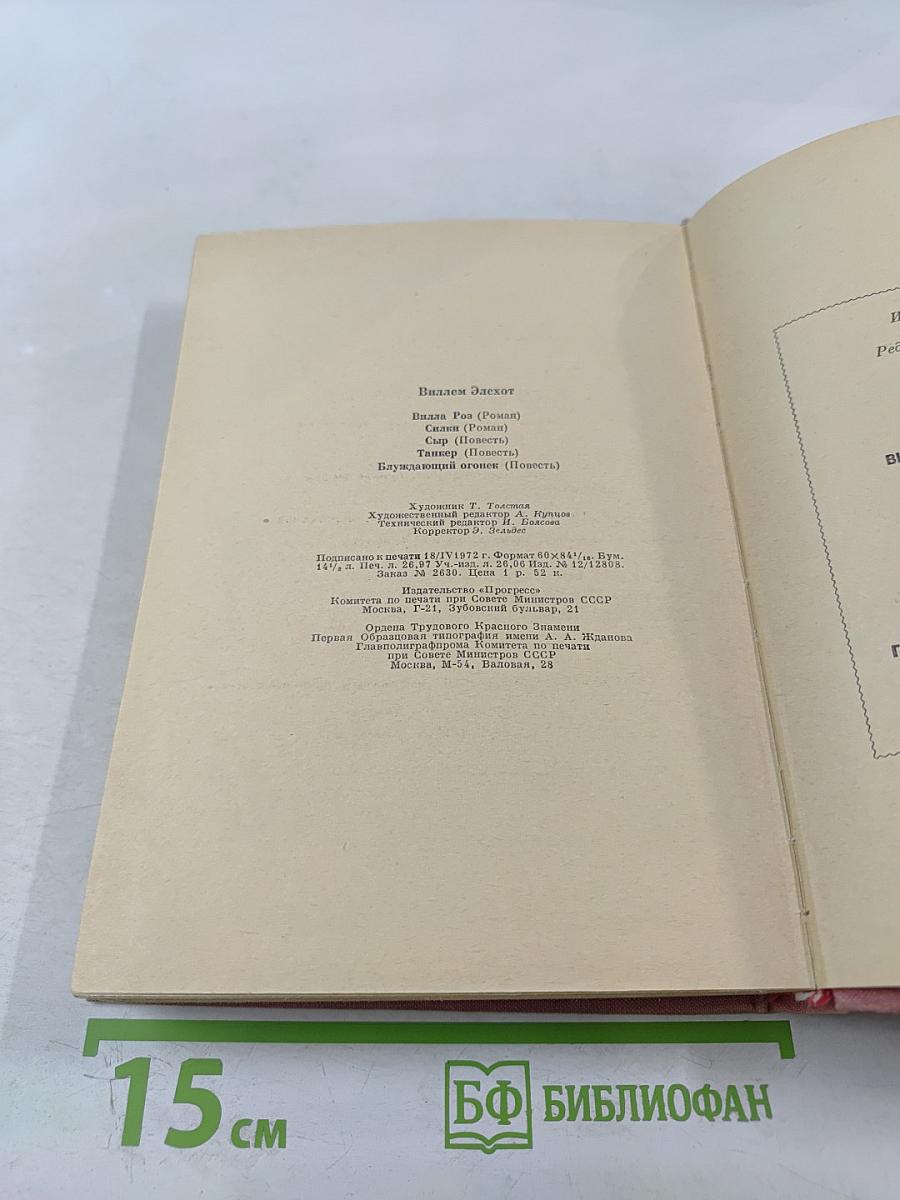 Виллем Элсхот
Вилла Роз (Роман)
Силки (Роман)
Сыр (Повесть)
Танкер (Повесть)
Блуждающий огонек (Повесть)
Художник Т. Толстая
Художественный редактор А. Купцов
Технический редактор И. Боясова
Корректор Э. Зельдес
Подписано к печати 18/IV1972 г. Формат 60×84¹/₁₆. Бум.
14¹/₂ л. Печ. л. 26,97 Уч.-изд. л. 26,06 Изд. № 12/12808.
Заказ № 2630. Цена 1 р. 52 к.
Издательство «Прогресс»
Комитета по печати при Совете Министров СССР
Москва, Г-21, Зубовский бульвар, 21
Ордена Трудового Красного Знамени
Первая Образцовая типография имени А. А. Жданова
Главполиграфпрома Комитета по печати
при Совете Министров СССР
Москва, М-54, Валовая, 28
И
Ред
П
15 см
БФ БИБЛИОФАН